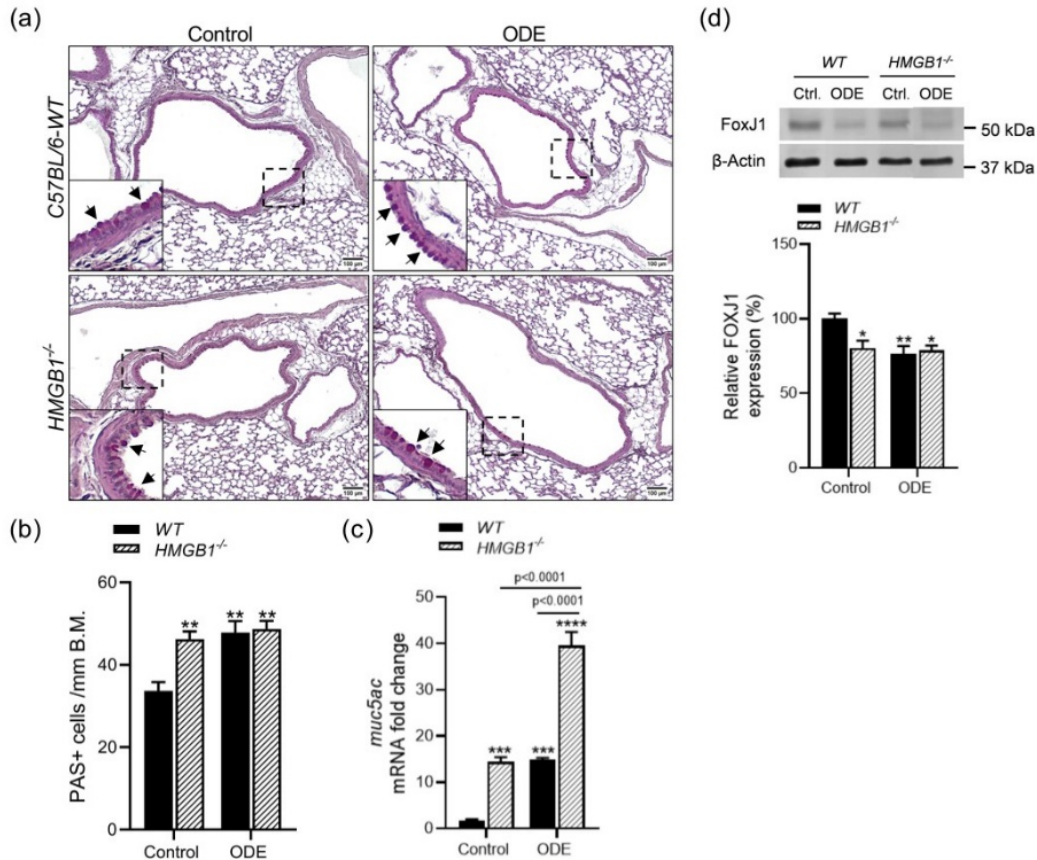 (a)
Control
ODE
C57BL/6-WT
100 µm
100 µm
HMGB1-/-
100 µm
100 µm
(d)
WT
HMGB1-/-
Ctrl. ODE Ctrl. ODE
FoxJ1
50 kDa
β-Actin
37 kDa
WT
HMGB1-/-
Relative FOXJ1
expression (%)
150
100
50
0
*
**
*
Control
ODE
(b)
WT
HMGB1-/-
PAS+ cells /mm B.M.
60
40
20
0
**
**
**
Control
ODE
(c)
WT
HMGB1-/-
muc5ac
mRNA fold change
50
40
30
20
10
0
p<0.0001
p<0.0001
***
***
****
Control
ODE